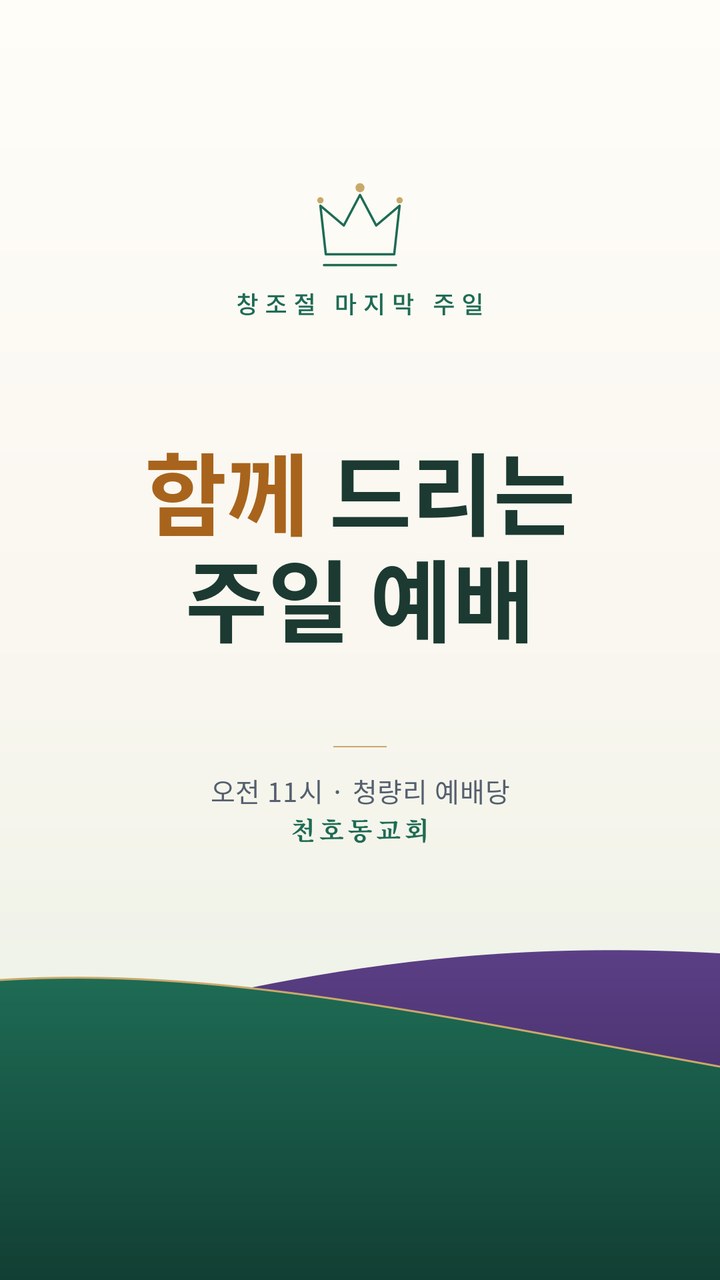 창조절 마지막 주일
함께 드리는
주일 예배
오전 11시 · 청량리 예배당
천호동교회